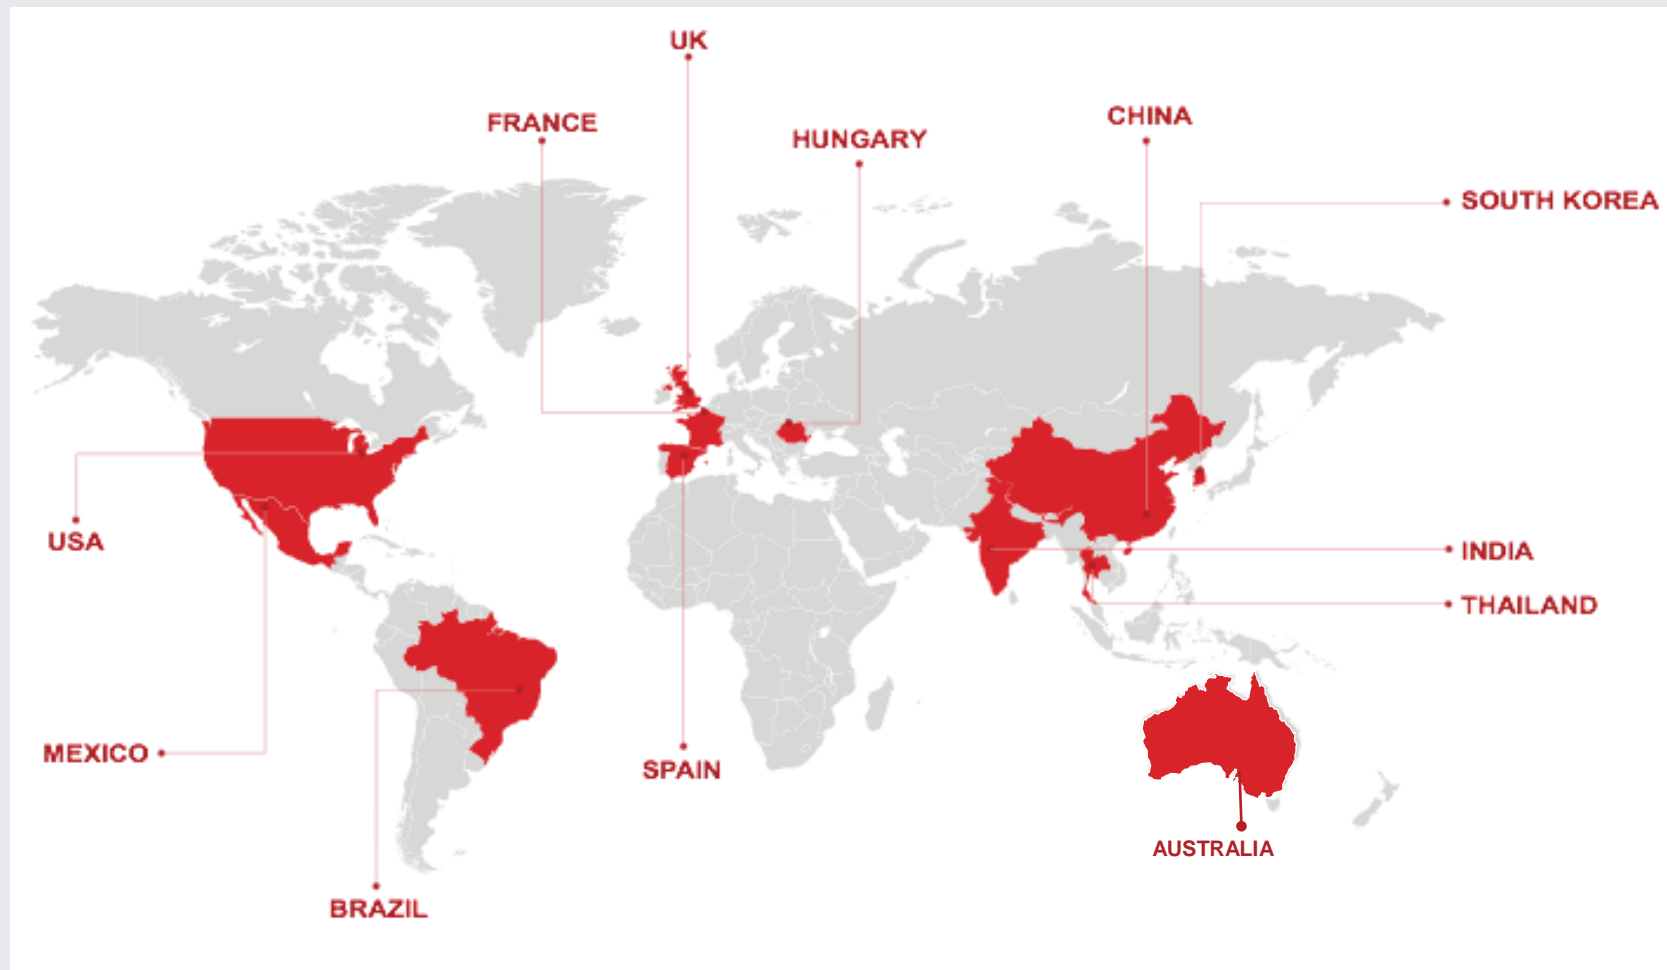 UK
FRANCE
CHINA
HUNGARY
SOUTH KOREA
USA
INDIA
THAILAND
MEXICO
SPAIN
AUSTRALIA
BRAZIL